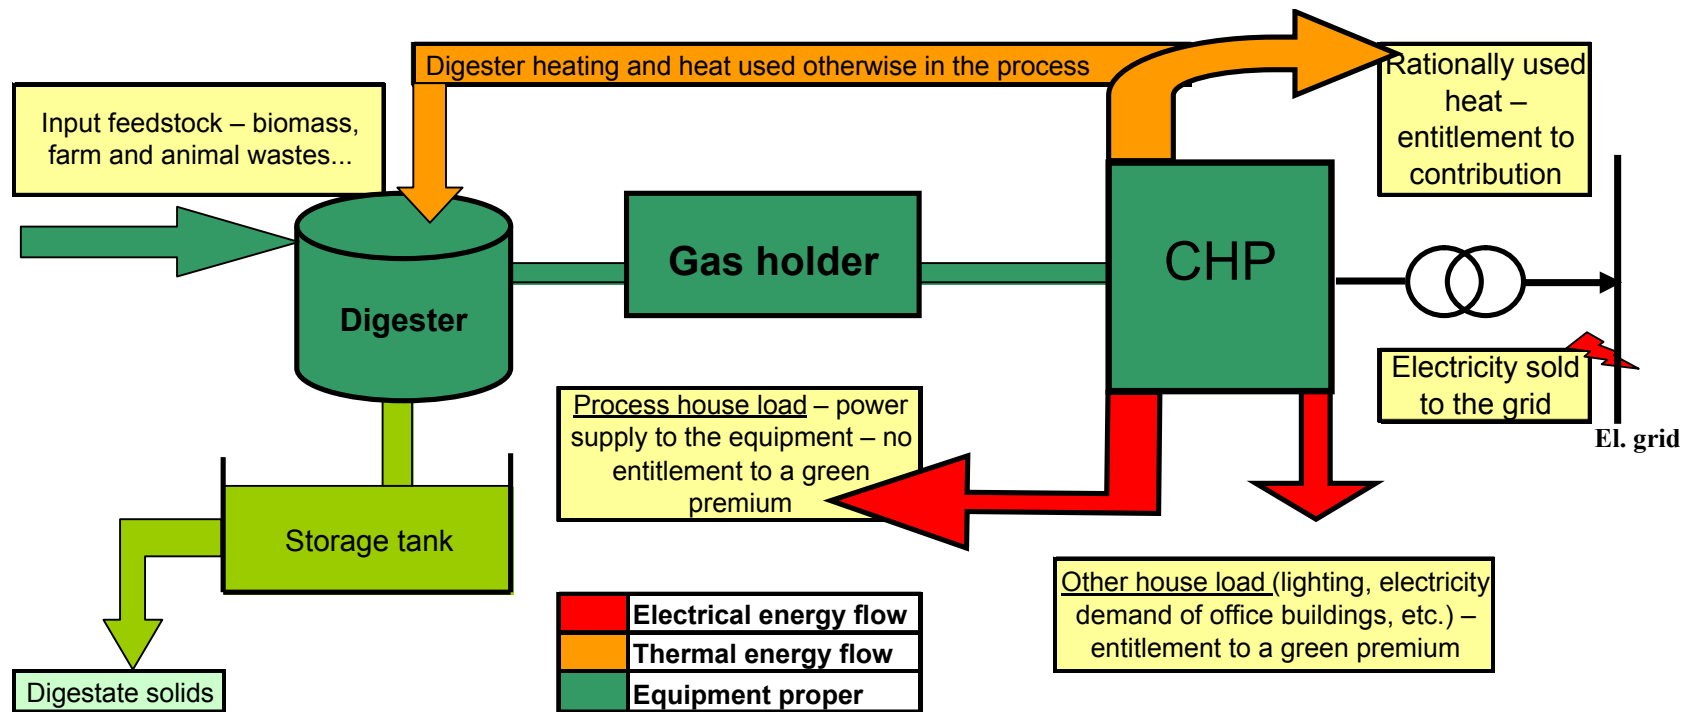 Digester heating and heat used otherwise in the process
Rationally used
heat –
entitlement to
contribution
Input feedstock – biomass,
farm and animal wastes...
Gas holder
CHP
Digester
Electricity sold
to the grid
El. grid
Process house load – power
supply to the equipment – no
entitlement to a green
premium
Storage tank
Other house load (lighting, electricity
demand of office buildings, etc.) –
entitlement to a green premium
Electrical energy flow
Thermal energy flow
Equipment proper
Digestate solids